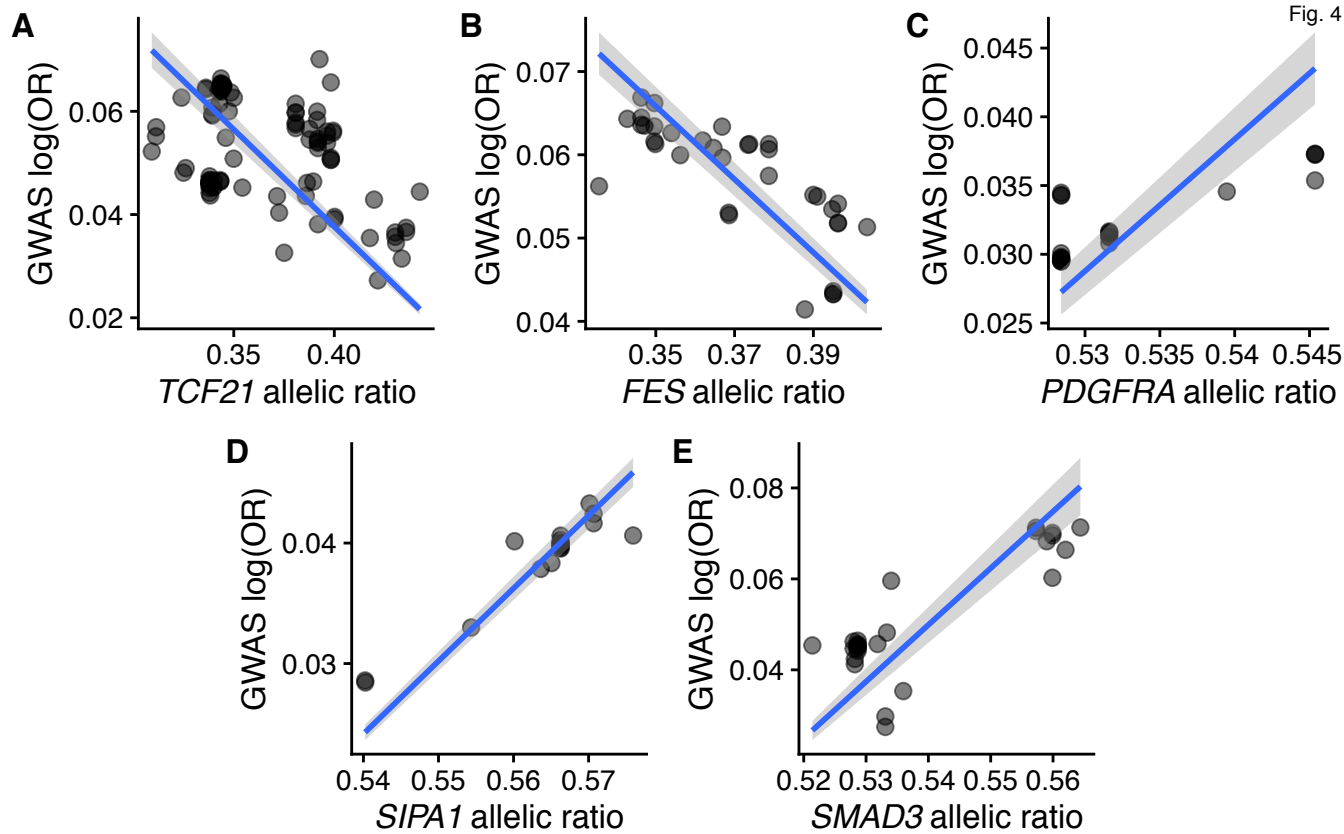 Fig. 4
A
GWAS log(OR)
0.06
0.04
0.02
0.35 0.40
TCF21 allelic ratio
B
GWAS log(OR)
0.07
0.06
0.05
0.04
0.35 0.37 0.39
FES allelic ratio
C
GWAS log(OR)
0.045
0.040
0.035
0.030
0.025
0.53 0.535 0.54 0.545
PDGFRA allelic ratio
D
GWAS log(OR)
0.04
0.03
0.54 0.55 0.56 0.57
SIPA1 allelic ratio
E
GWAS log(OR)
0.08
0.06
0.04
0.52 0.53 0.54 0.55 0.56
SMAD3 allelic ratio